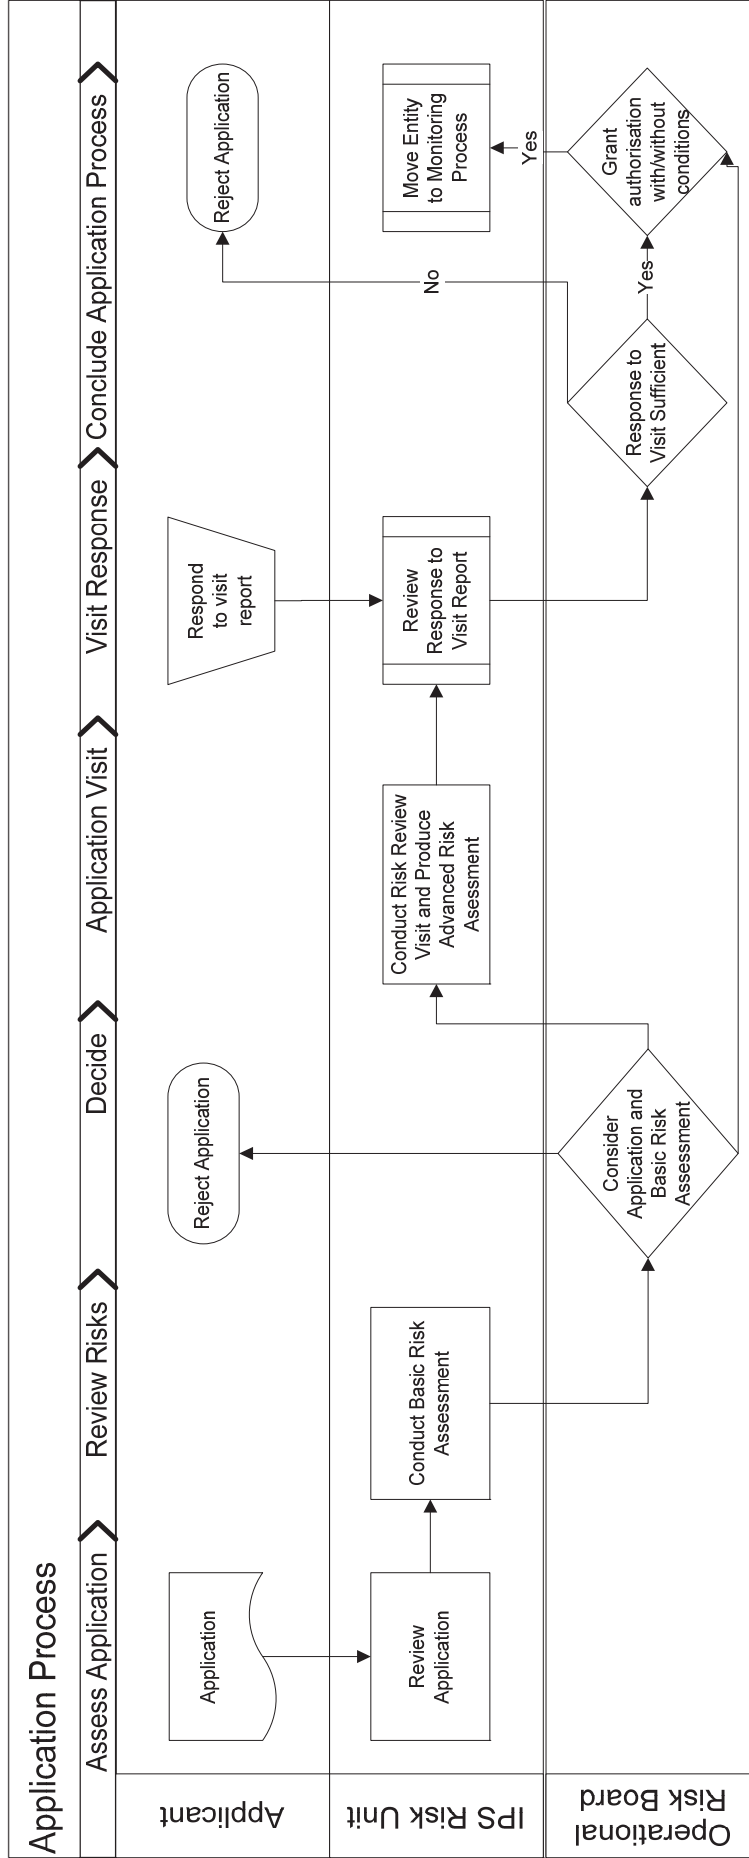 Application Process
Assess Application
Review Risks
Decide
Application Visit
Visit Response
Conclude Application Process
Applicant
Application
Reject Application
Respond
to visit
report
Reject Application
IPS Risk Unit
Review
Application
Conduct Basic Risk
Assessment
Conduct Risk Review
Visit and Produce
Advanced Risk
Asessment
Review
Response to
Visit Report
No
Move Entity
to Monitoring
Process
Yes
Operational
Risk Board
Consider
Application and
Basic Risk
Assessment
Response to
Visit Sufficient
Yes
Grant
authorisation
with/without
conditions